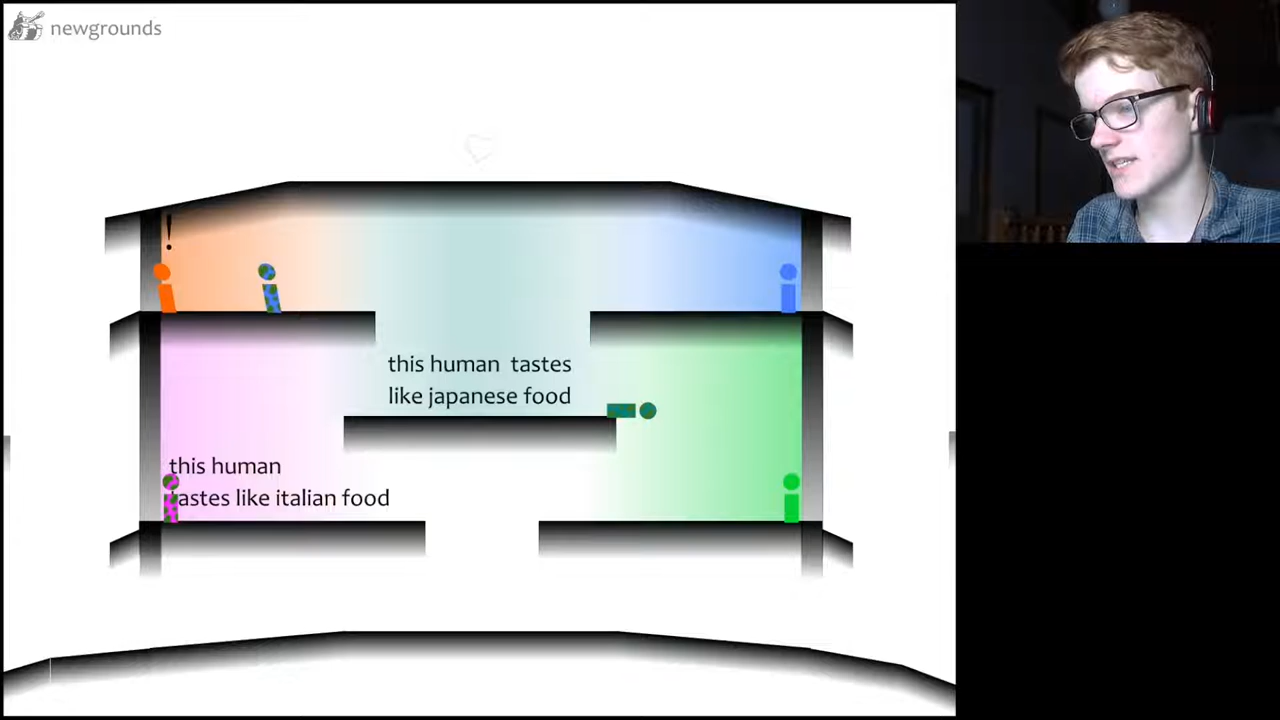 newgrounds
!
this human tastes
like japanese food
this human
tastes like italian food